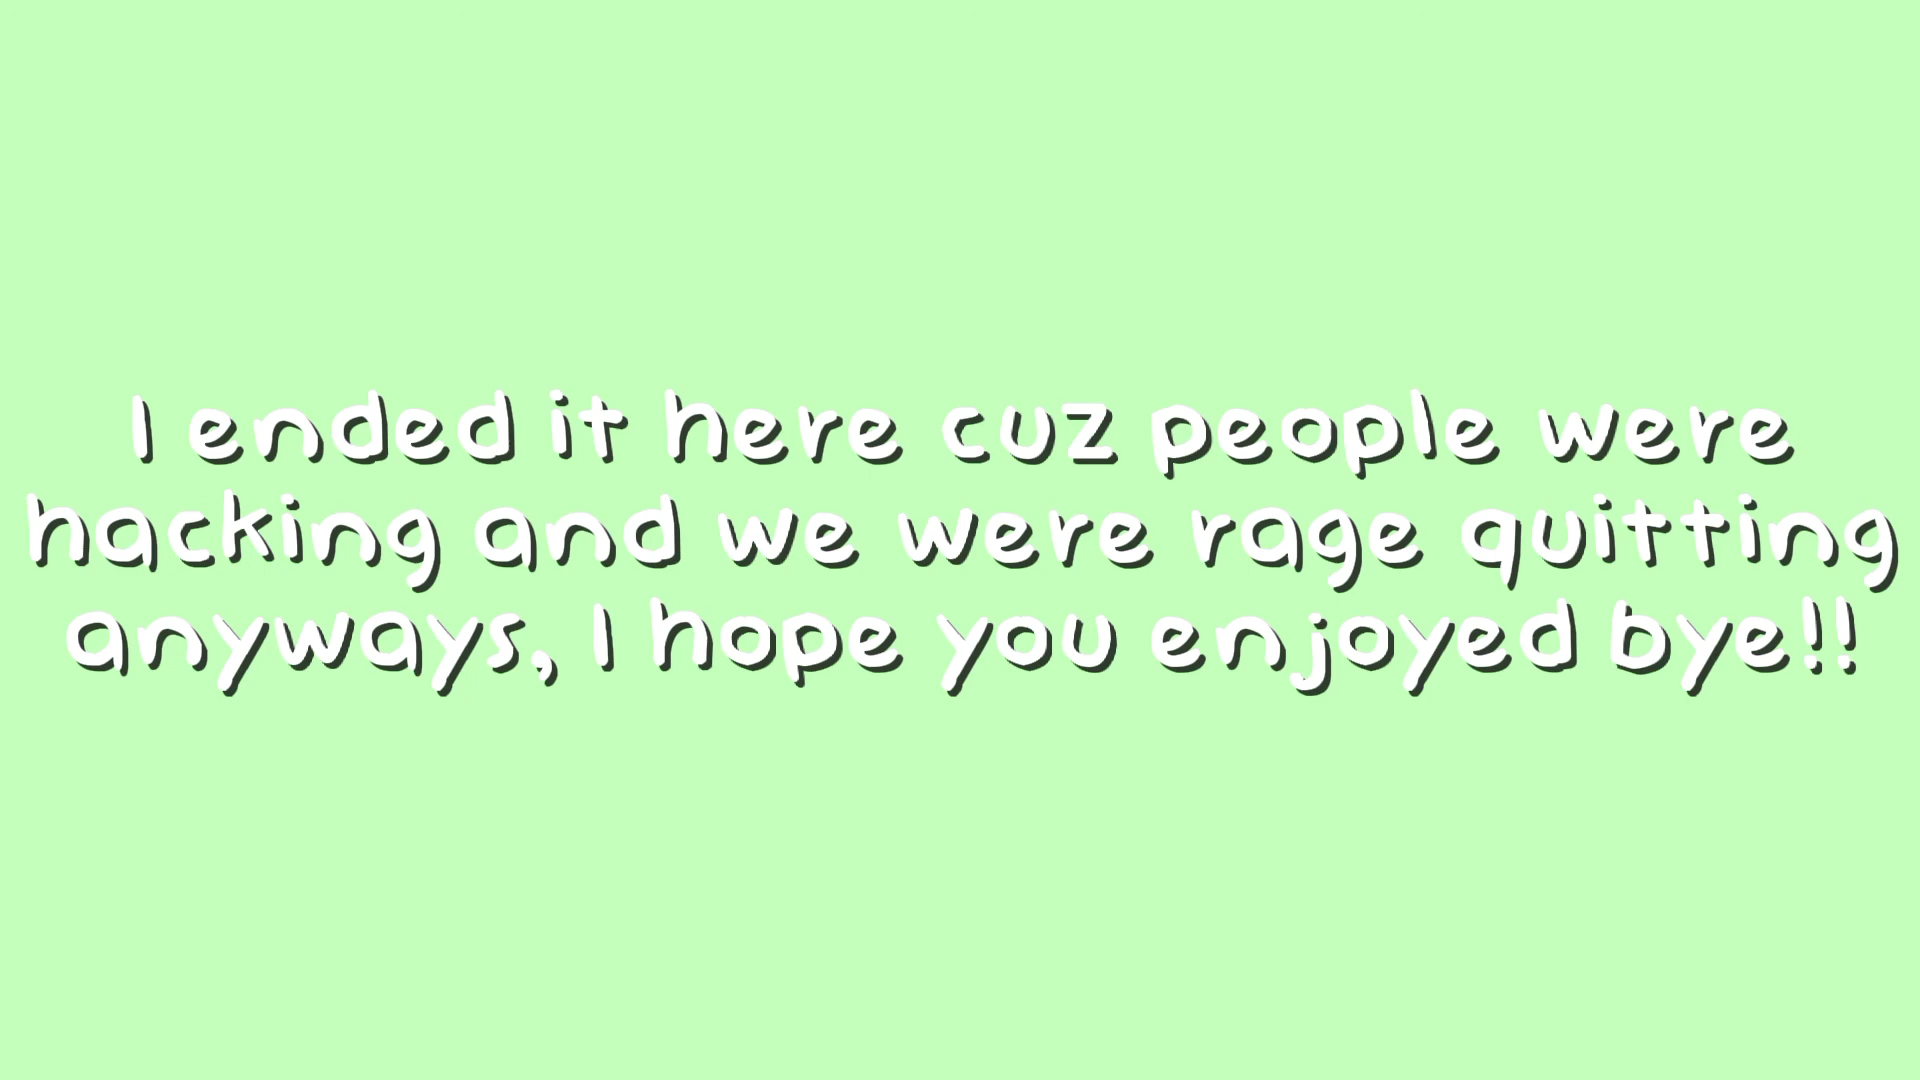 I ended it here cuz people were
hacking and we were rage quitting
anyways, I hope you enjoyed bye!!